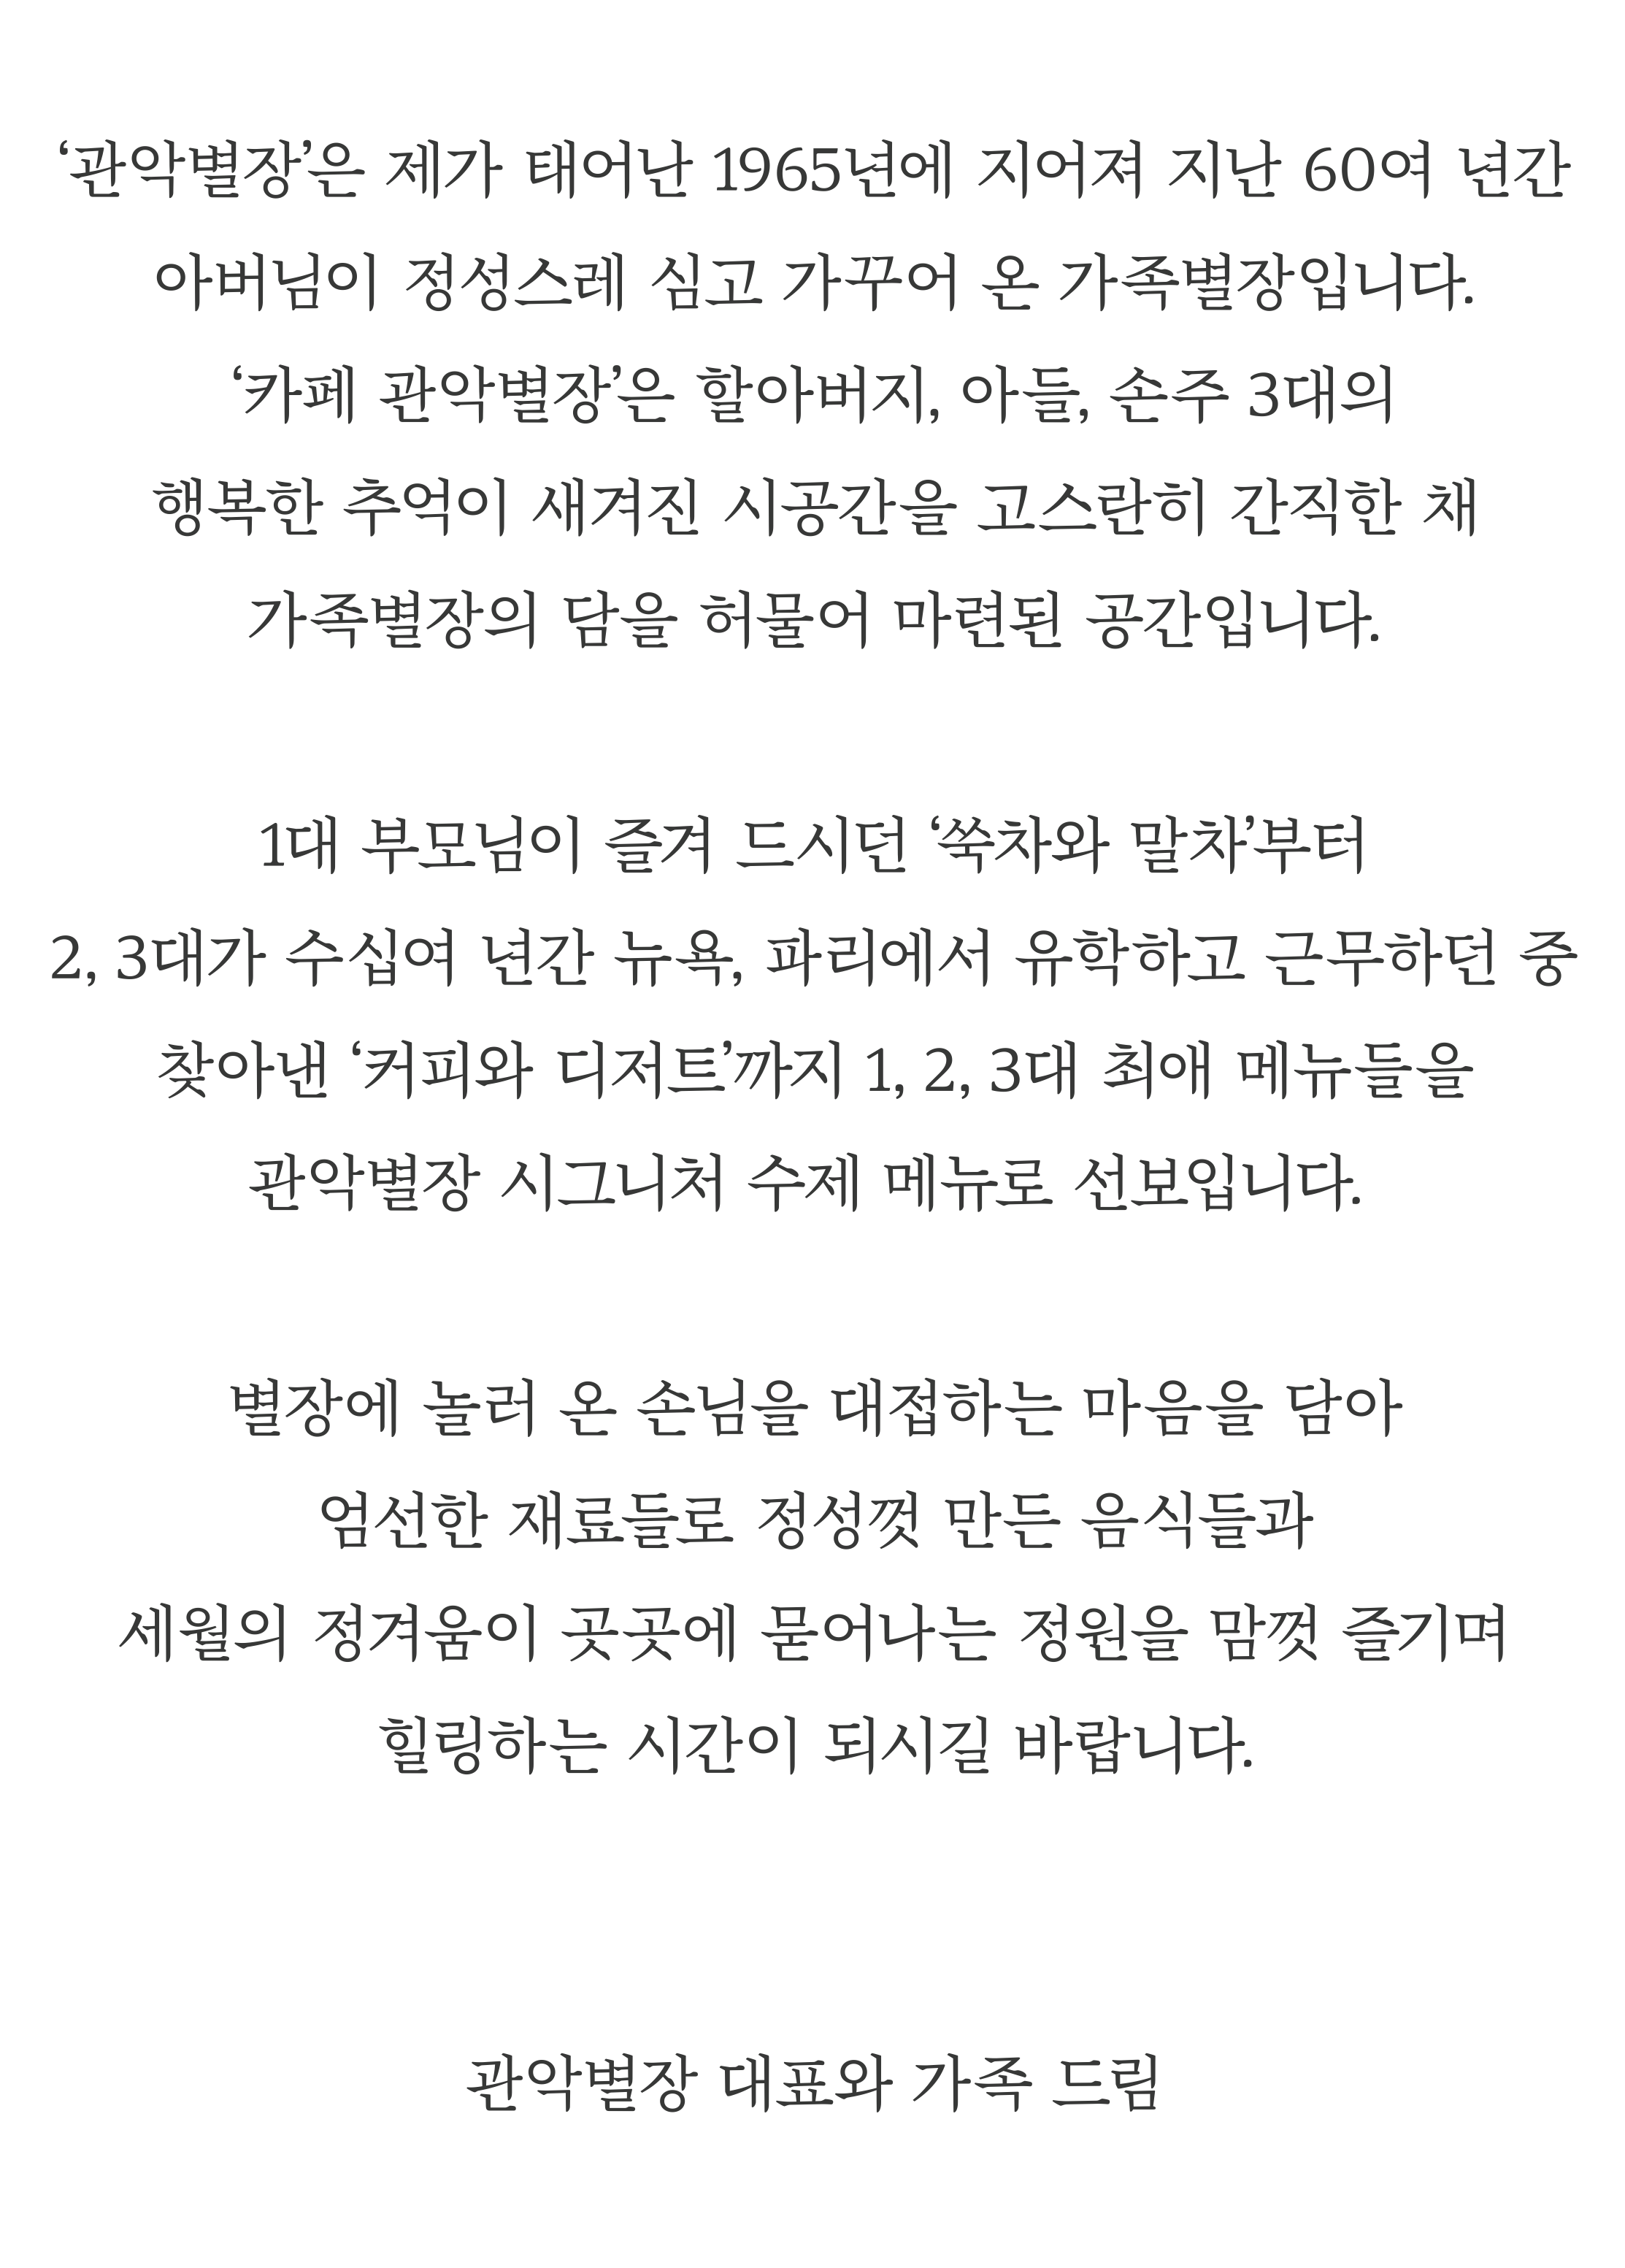 ‘관악별장’은 제가 태어난 1965년에 지어져 지난 60여 년간
아버님이 정성스레 심고 가꾸어 온 가족별장입니다.
‘카페 관악별장’은 할아버지, 아들, 손주 3대의
행복한 추억이 새겨진 시공간을 고스란히 간직한 채
가족별장의 담을 허물어 마련된 공간입니다.
1대 부모님이 즐겨 드시던 ‘쑥차와 말차’부터
2, 3대가 수십여 년간 뉴욕, 파리에서 유학하고 근무하던 중
찾아낸 ‘커피와 디저트’까지 1, 2, 3대 최애 메뉴들을
관악별장 시그니처 수제 메뉴로 선보입니다.
별장에 놀러 온 손님을 대접하는 마음을 담아
엄선한 재료들로 정성껏 만든 음식들과
세월의 정겨움이 곳곳에 묻어나는 정원을 맘껏 즐기며
힐링하는 시간이 되시길 바랍니다.
관악별장 대표와 가족 드림